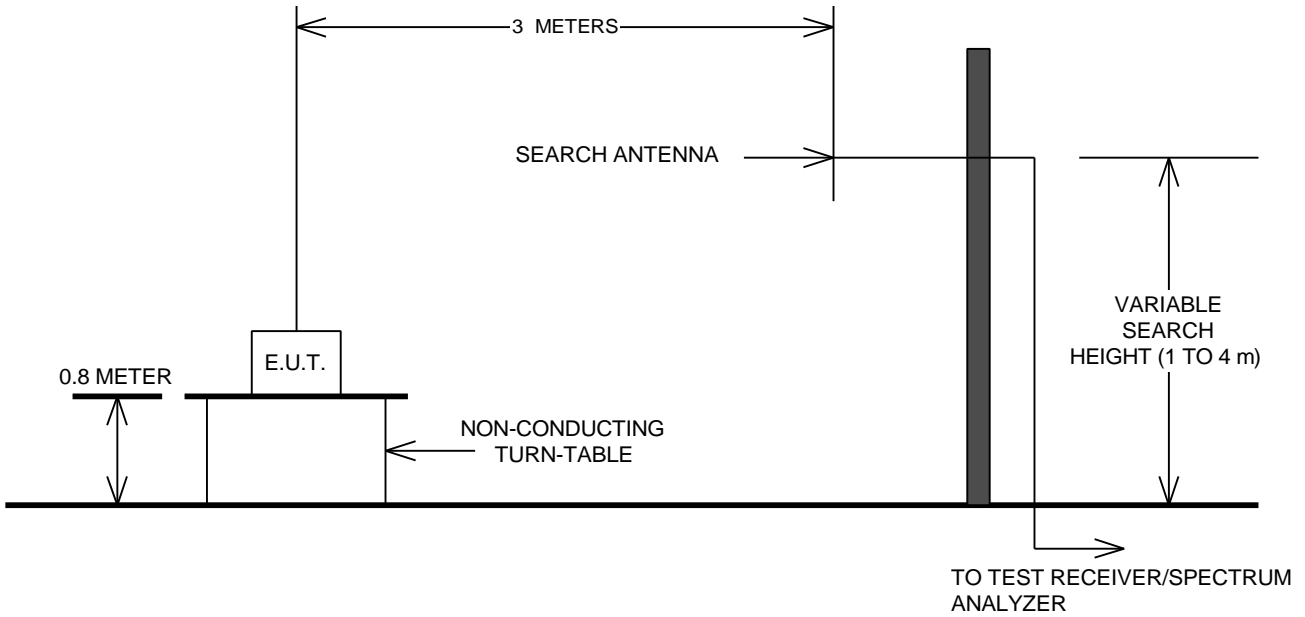 3 METERS
SEARCH ANTENNA
VARIABLE
SEARCH
HEIGHT (1 TO 4 m)
E.U.T.
0.8 METER
NON-CONDUCTING
TURN-TABLE
TO TEST RECEIVER/SPECTRUM
ANALYZER